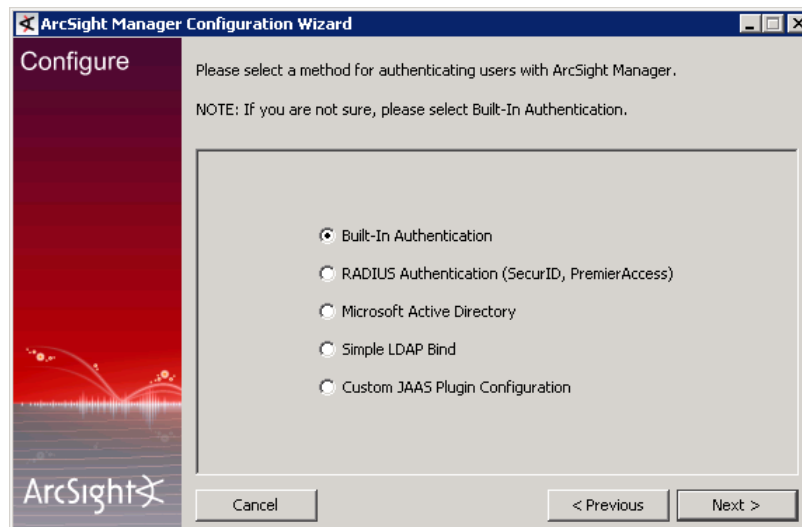 ArcSight Manager Configuration Wizard
Configure
Please select a method for authenticating users with ArcSight Manager.
NOTE: If you are not sure, please select Built-In Authentication.
Built-In Authentication
RADIUS Authentication (SecurID, PremierAccess)
Microsoft Active Directory
Simple LDAP Bind
Custom JAAS Plugin Configuration
ArcSight
Cancel
< Previous
Next >